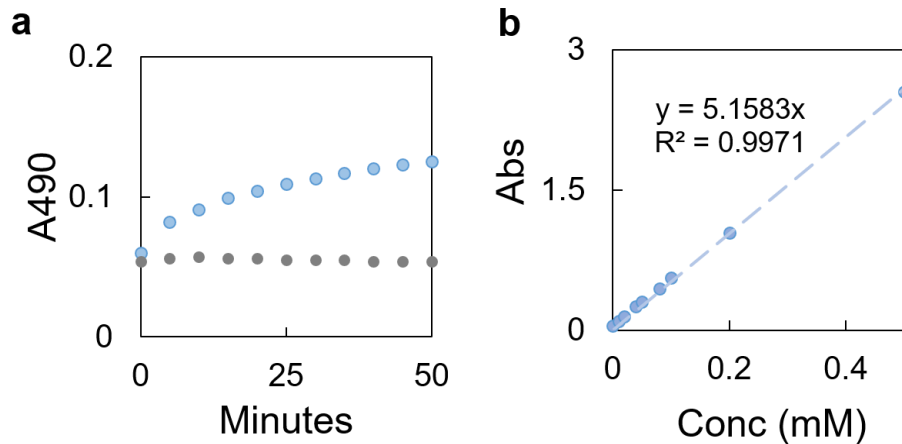 a
0.2
0.1
0
A490
0
25
50
Minutes
b
3
1.5
0
Abs
y = 5.1583x
R² = 0.9971
0
0.2
0.4
Conc (mM)